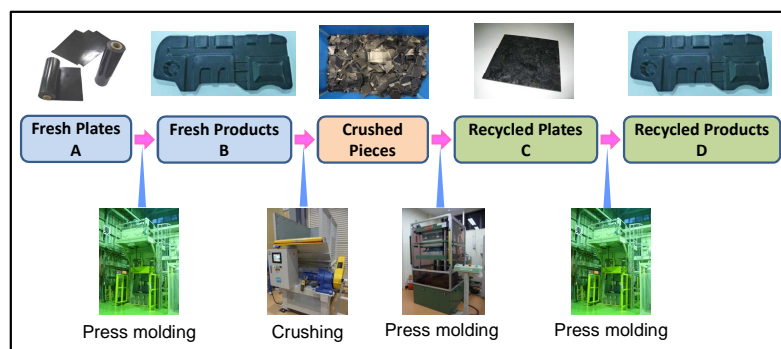 Fresh Plates
A
Fresh Products
B
Crushed
Pieces
Recycled Plates
C
Recycled Products
D
Press molding
Crushing
Press molding
Press molding